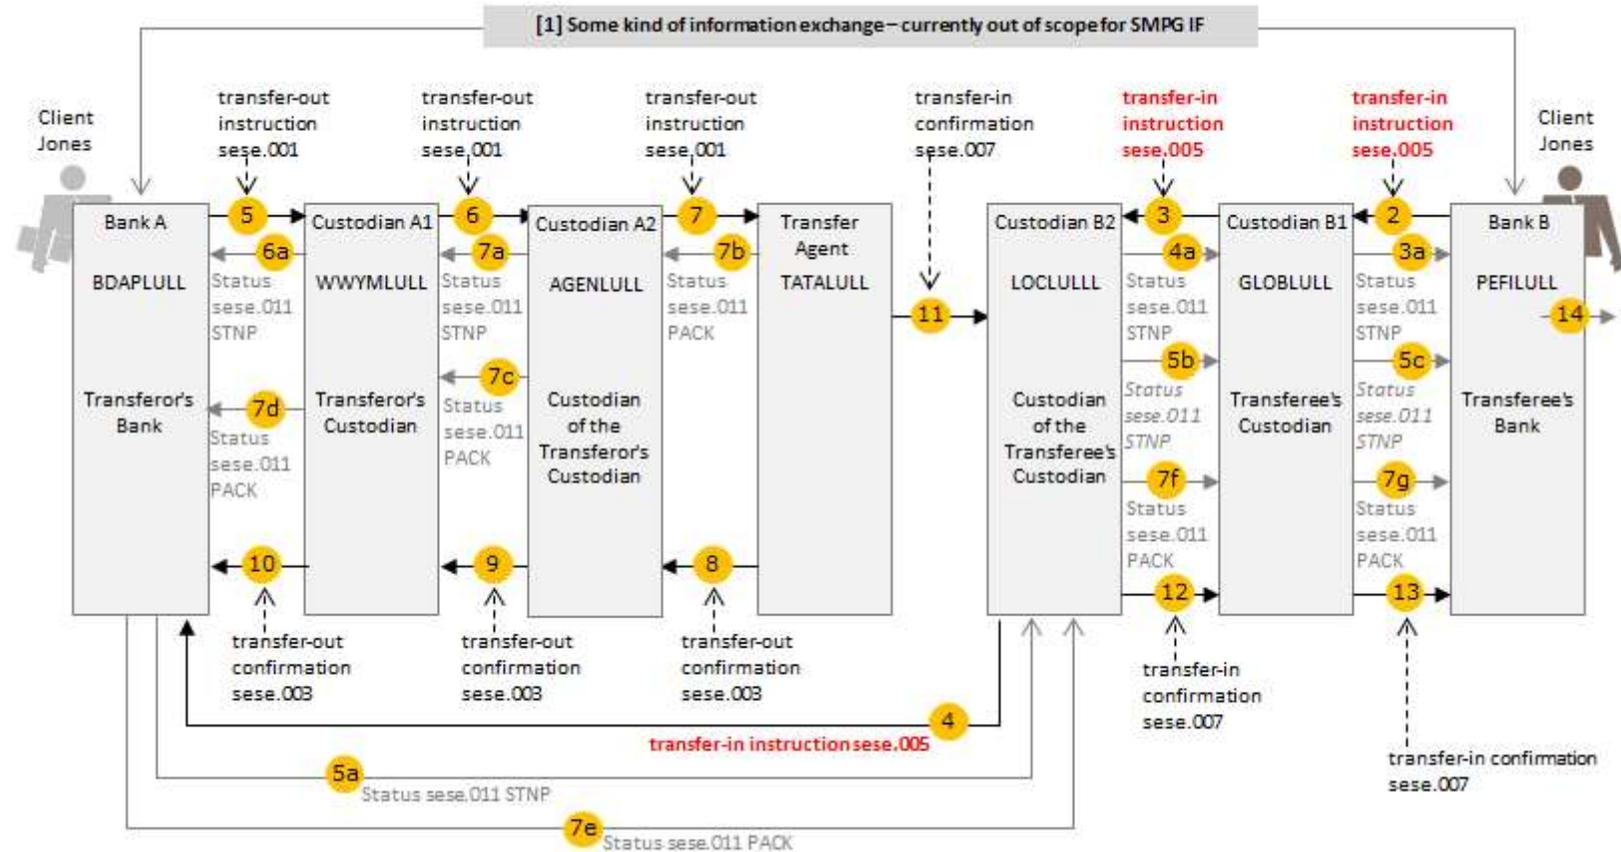 [1] Some kind of information exchange – currently out of scope for SMPG IF
Client
Jones
transfer-out
instruction
sese.001
transfer-out
instruction
sese.001
transfer-out
instruction
sese.001
transfer-in
confirmation
sese.007
transfer-in
instruction
sese.005
transfer-in
instruction
sese.005
Client
Jones
Bank A
BDAPLULL
Transferor's
Bank
5
6a
Status
sese.011
STNP
7d
Status
sese.011
PACK
10
Custodian A1
WWYMLULL
Transferor's
Custodian
6
7a
Status
sese.011
STNP
7c
Status
sese.011
PACK
9
Custodian A2
AGENLULL
Custodian
of the
Transferor's
Custodian
7
7b
Status
sese.011
PACK
8
Transfer
Agent
TATALULL
11
Custodian B2
LOCLULLL
Custodian
of the
Transferee's
Custodian
3
4a
Status
sese.011
STNP
5b
Status
sese.011
STNP
7f
Status
sese.011
PACK
12
Custodian B1
GLOBLULL
Transferee's
Custodian
2
3a
Status
sese.011
STNP
5c
Status
sese.011
STNP
7g
Status
sese.011
PACK
13
Bank B
PEFILULL
14
Transferee's
Bank
transfer-out
confirmation
sese.003
transfer-out
confirmation
sese.003
transfer-out
confirmation
sese.003
transfer-in
confirmation
sese.007
transfer-in confirmation
sese.007
4
transfer-in instruction sese.005
5a
Status sese.011 STNP
7e
Status sese.011 PACK